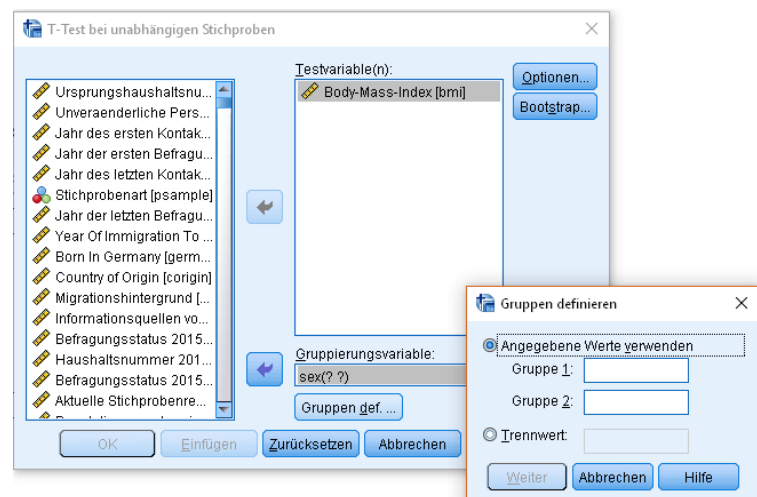 T-Test bei unabhängigen Stichproben
Testvariable(n):
Body-Mass-Index [bmi]
Optionen...
Bootstrap...
Ursprungshaushaltsnu...
Unveraenderliche Pers...
Jahr des ersten Kontak...
Jahr der ersten Befragu...
Jahr des letzten Kontak...
Stichprobenart [psample]
Jahr der letzten Befragu...
Year Of Immigration To ...
Born In Germany [germ...
Country of Origin [corigin]
Migrationshintergrund [...
Informationsquellen vo...
Befragungsstatus 2015...
Haushaltsnummer 201...
Befragungsstatus 2015...
Aktuelle Stichprobenre...
Gruppierungsvariable:
sex(? ?)
Gruppen def. ...
OK
Einfügen
Zurücksetzen
Abbrechen
Gruppen definieren
Angegebene Werte verwenden
Gruppe 1:
Gruppe 2:
Trennwert:
Weiter
Abbrechen
Hilfe